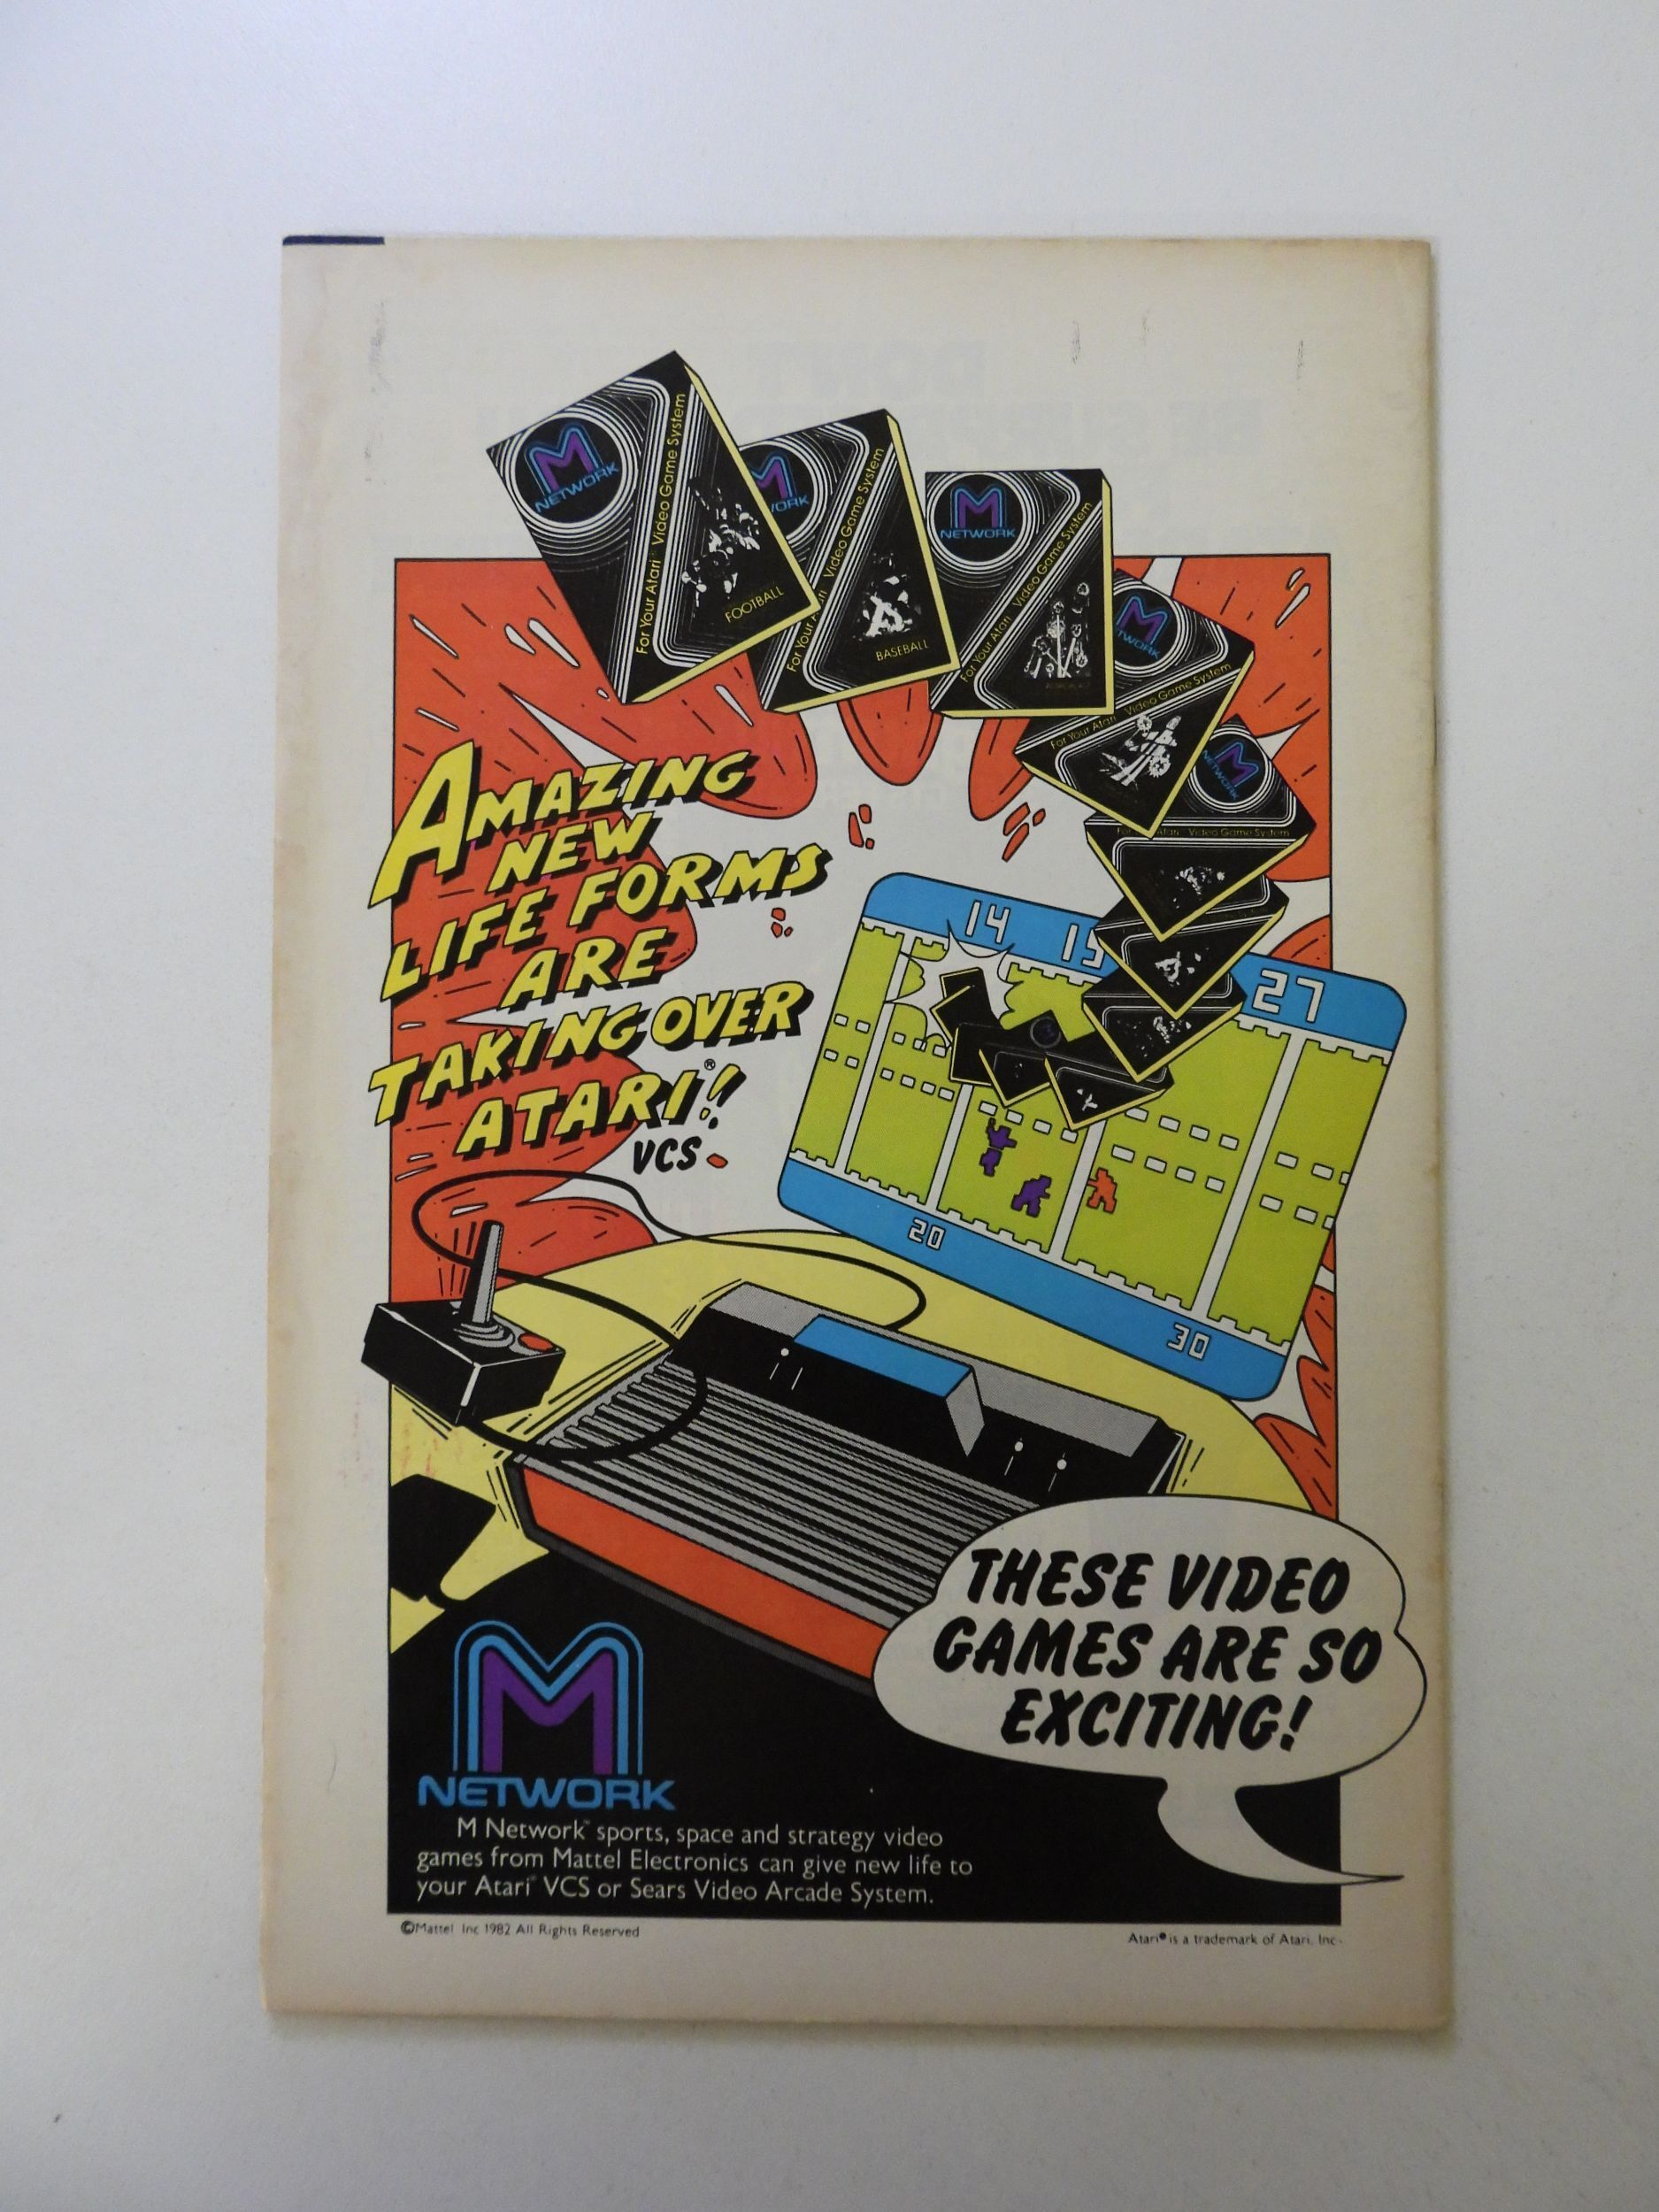 M
NETWORK
For Your Atari Video Game System
FOOTBALL
M
For Your Video Game System
BASEBALL
M
NETWORK
For Your Atari Video Game System
M
For Your Atari Video Game System
M
NETWORK
Atari Video Game System
AMAZING
NEW
LIFE FORMS
ARE
TAKING OVER
ATARI®!
VCS
14 15 27
20
30
THESE VIDEO
GAMES ARE SO
EXCITING!
M
NETWORK
M Network™ sports, space and strategy video
games from Mattel Electronics can give new life to
your Atari® VCS or Sears Video Arcade System.
©Mattel Inc 1982 All Rights Reserved
Atari® is a trademark of Atari, Inc.